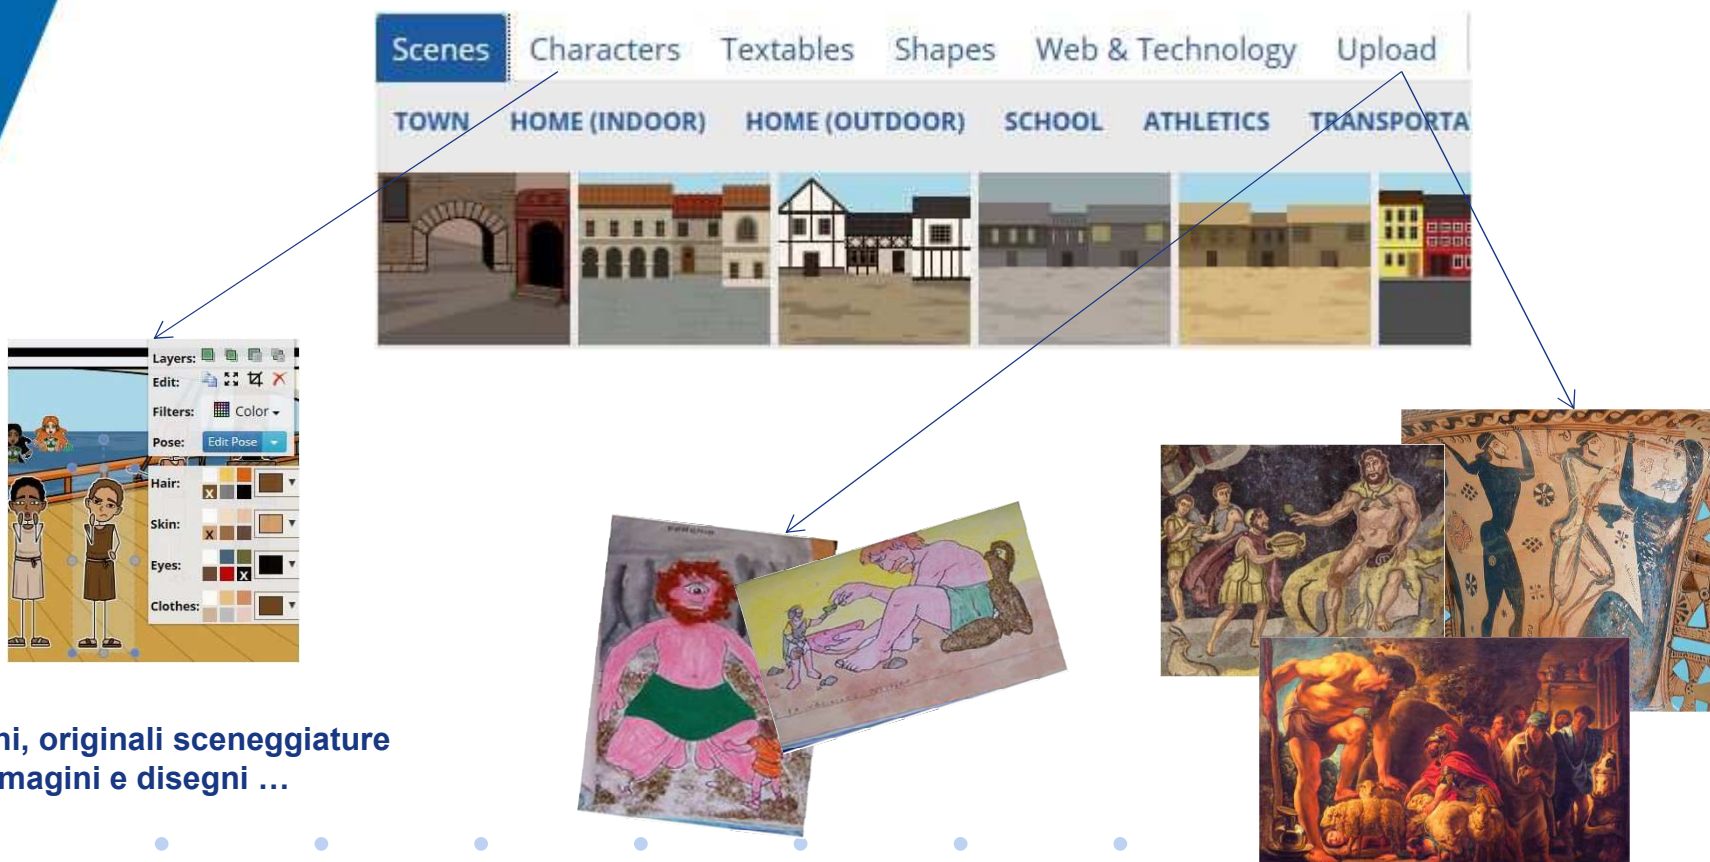 Scenes Characters Textables Shapes Web & Technology Upload
TOWN HOME (INDOOR) HOME (OUTDOOR) SCHOOL ATHLETICS TRANSPORTA
Layers:
Edit:
Filters: Color
Pose: Edit Pose
Hair:
X
Skin:
X
Eyes:
X
Clothes:
ni, originali sceneggiature
magini e disegni …